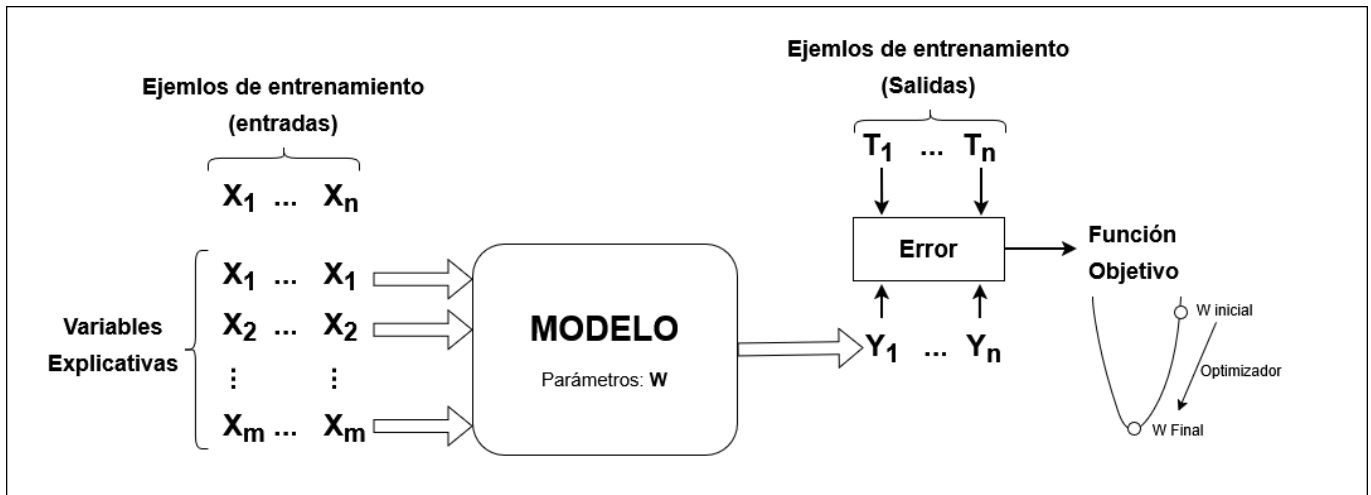 Ejemlos de entrenamiento
(entradas)
X1 ... Xn
Variables
Explicativas
X1 ... X1
X2 ... X2
⋮ ⋮
Xm ... Xm
MODELO
Parámetros: W
Ejemlos de entrenamiento
(Salidas)
T1 ... Tn
Error
Y1 ... Yn
Función
Objetivo
W inicial
Optimizador
W Final